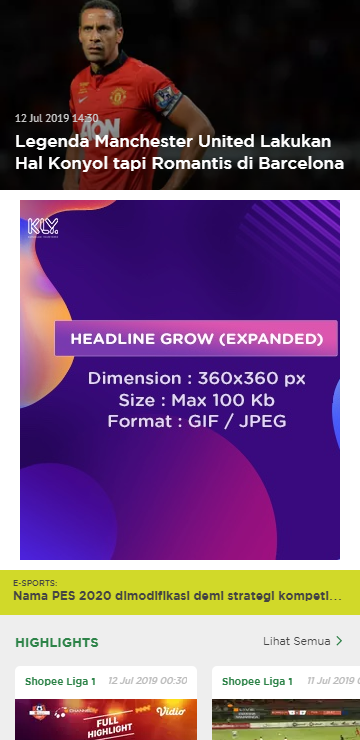 12 Jul 2019 14:30
Legenda Manchester United Lakukan
Hal Konyol tapi Romantis di Barcelona
KLY.
HEADLINE GROW (EXPANDED)
Dimension : 360x360 px
Size : Max 100 Kb
Format : GIF / JPEG
E-SPORTS:
Nama PES 2020 dimodifikasi demi strategi kompeti...
HIGHLIGHTS
Lihat Semua
Shopee Liga 1 12 Jul 2019 00:30
Shopee Liga 1 11 Jul 2019
FULL
HIGHLIGHT
Vidio